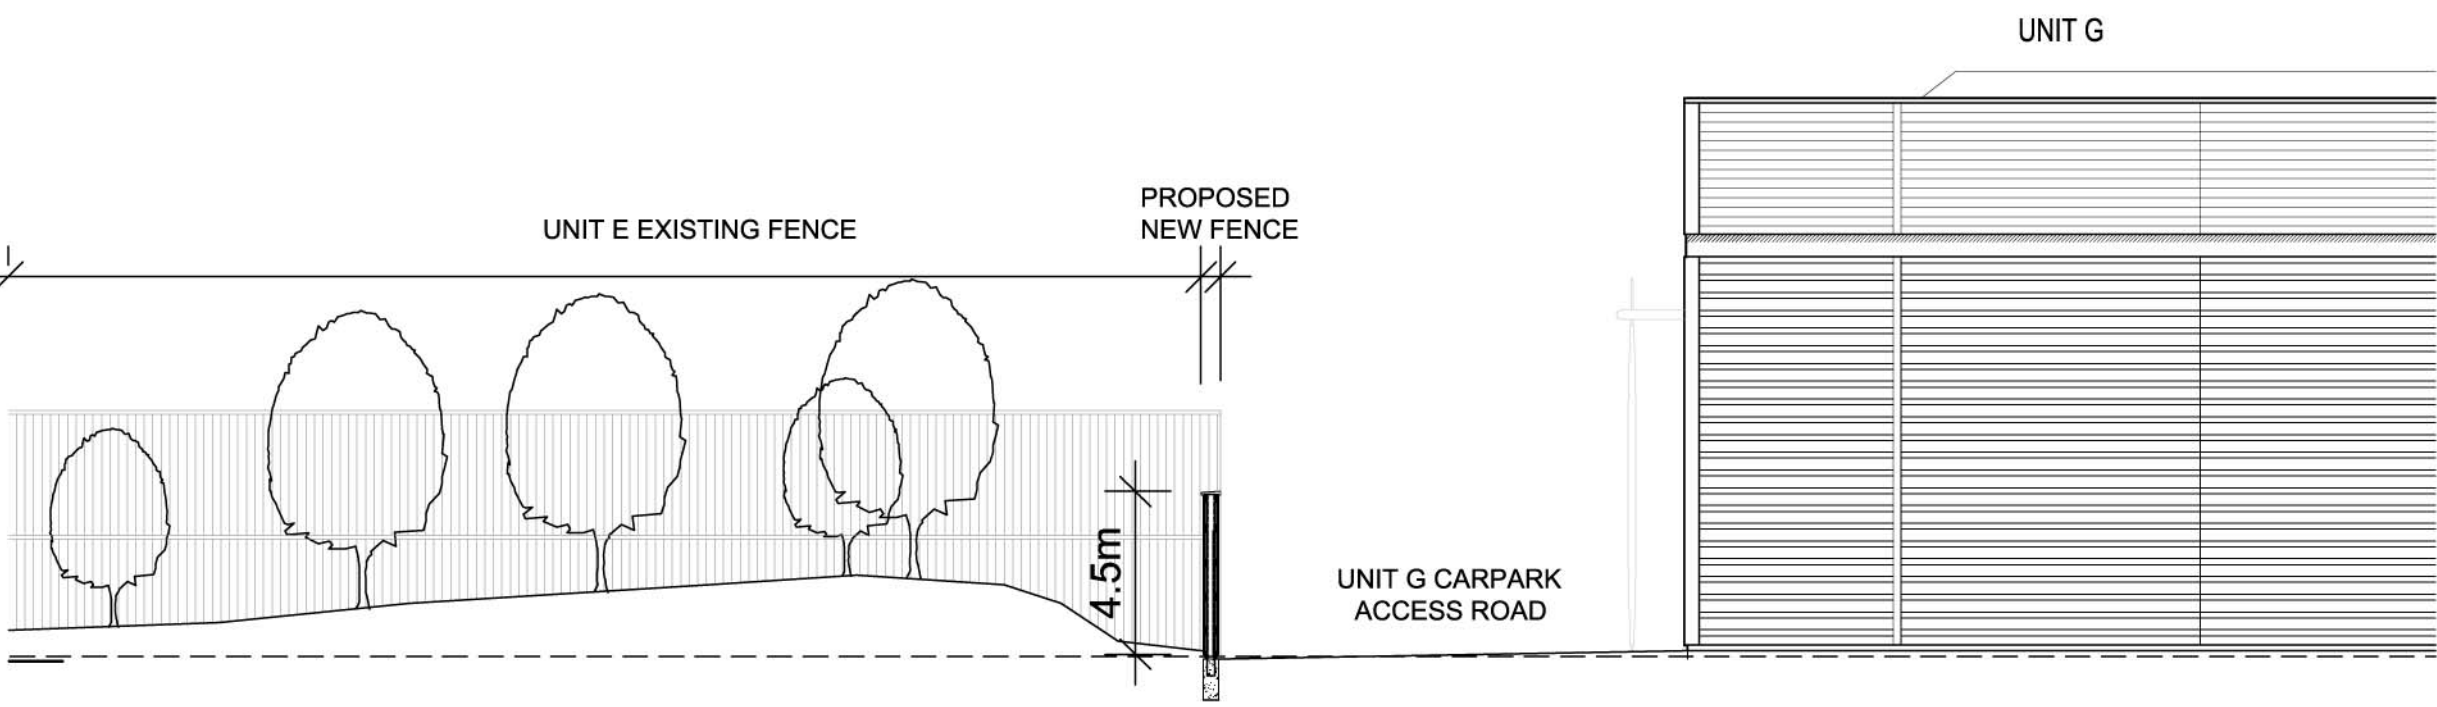 UNIT G
PROPOSED
NEW FENCE
UNIT E EXISTING FENCE
4.5m
UNIT G CARPARK
ACCESS ROAD